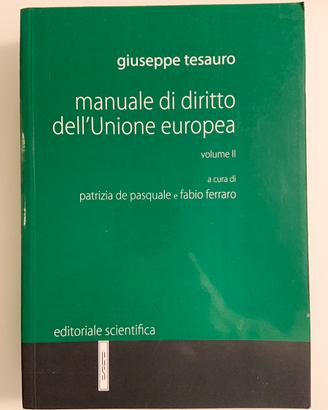 giuseppe tesauro
manuale di diritto
dell'Unione europea
volume II
a cura di
patrizia de pasquale e fabio ferraro
editoriale scientifica